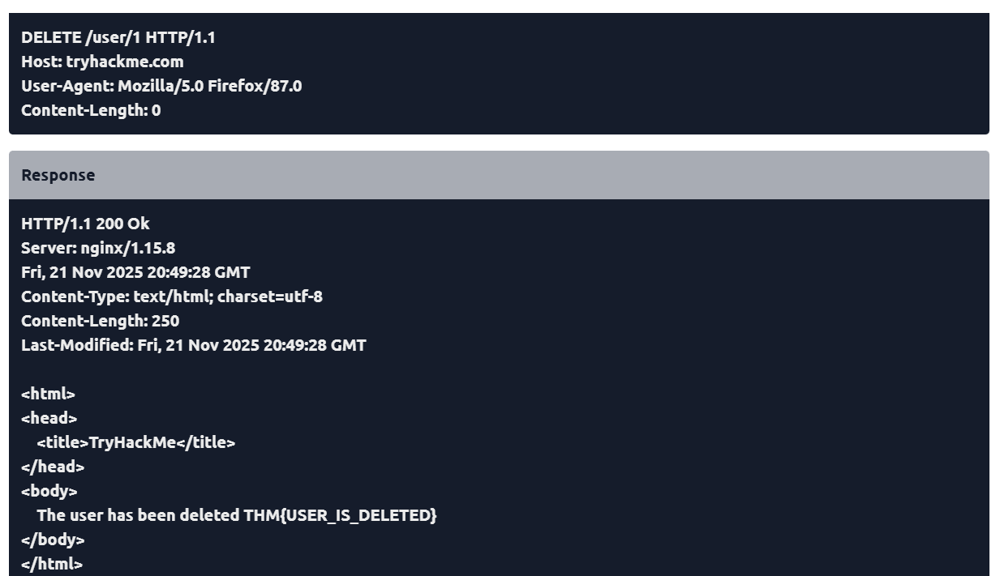 DELETE /user/1 HTTP/1.1
Host: tryhackme.com
User-Agent: Mozilla/5.0 Firefox/87.0
Content-Length: 0
Response
HTTP/1.1 200 Ok
Server: nginx/1.15.8
Fri, 21 Nov 2025 20:49:28 GMT
Content-Type: text/html; charset=utf-8
Content-Length: 250
Last-Modified: Fri, 21 Nov 2025 20:49:28 GMT
<html>
<head>
<title>TryHackMe</title>
</head>
<body>
The user has been deleted THM{USER_IS_DELETED}
</body>
</html>